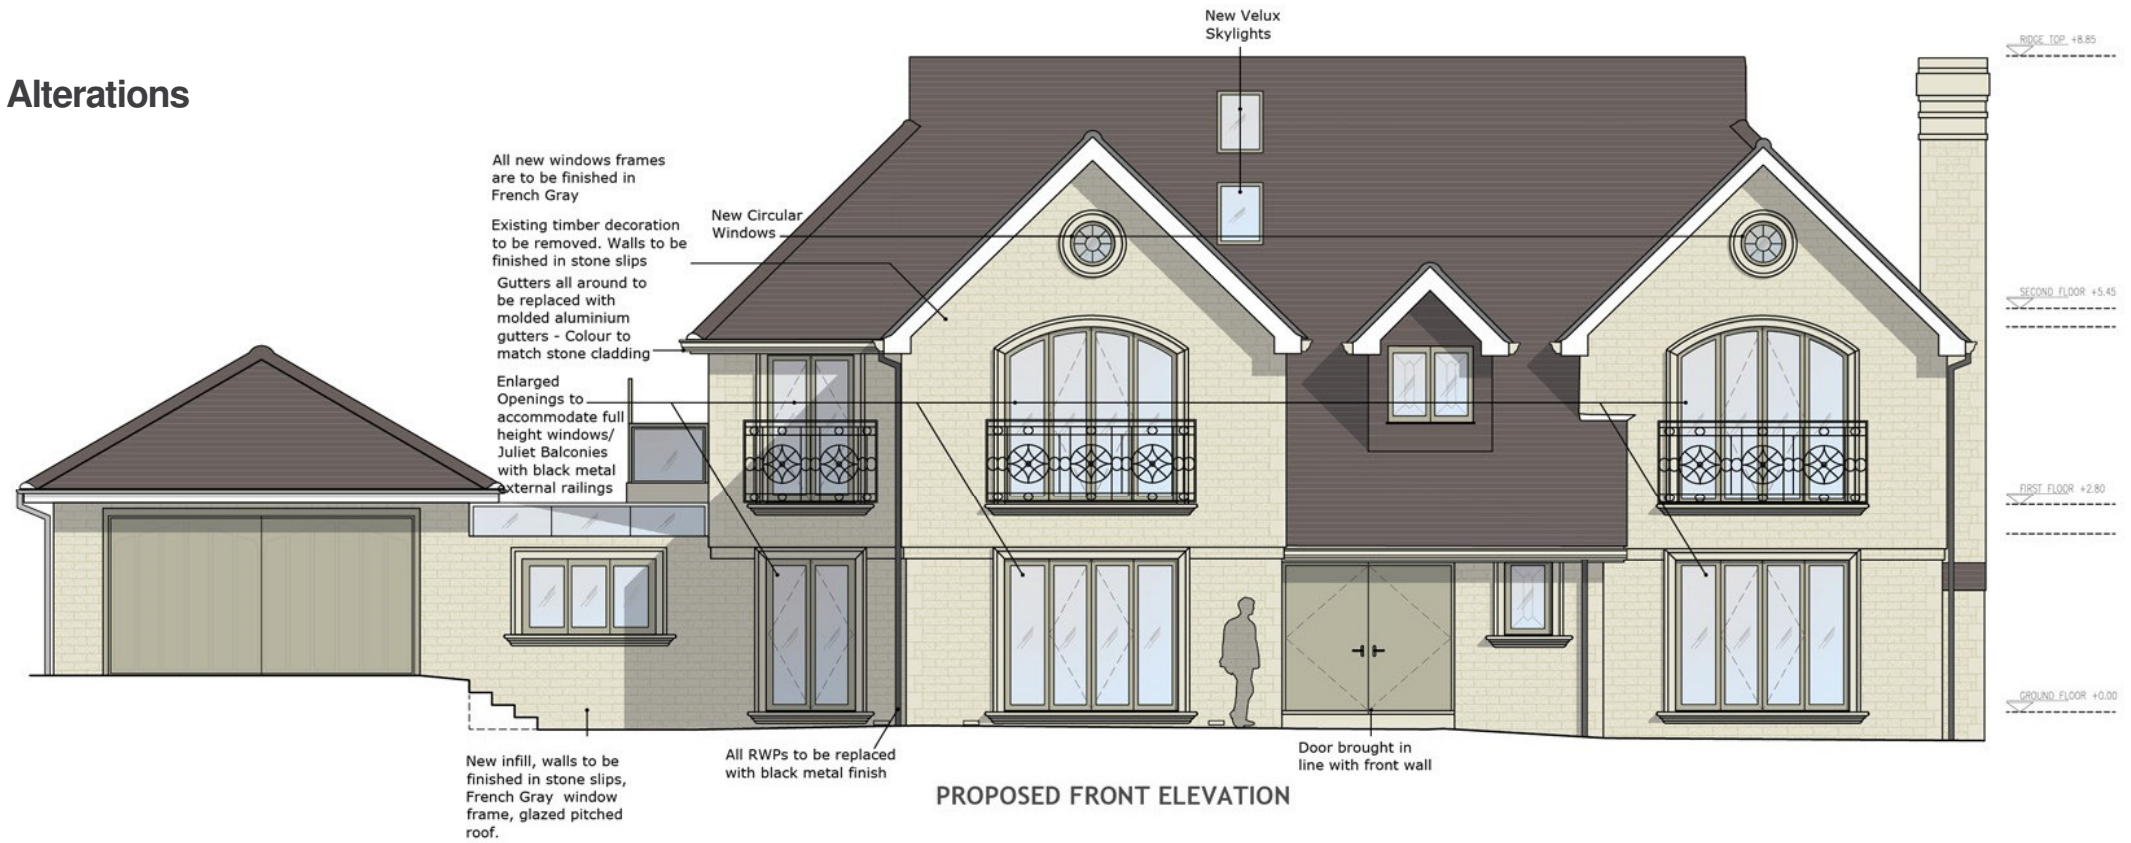 Alterations
New Velux
Skylights
All new windows frames
are to be finished in
French Gray
Existing timber decoration
to be removed. Walls to be
finished in stone slips
New Circular
Windows
Gutters all around to
be replaced with
molded aluminium
gutters - Colour to
match stone cladding
Enlarged
Openings to
accommodate full
height windows/
Juliet Balconies
with black metal
external railings
RIDGE TOP +8.85
SECOND FLOOR +5.45
FIRST FLOOR +2.80
GROUND FLOOR +0.00
New infill, walls to be
finished in stone slips,
French Gray window
frame, glazed pitched
roof.
All RWPs to be replaced
with black metal finish
Door brought in
line with front wall
PROPOSED FRONT ELEVATION